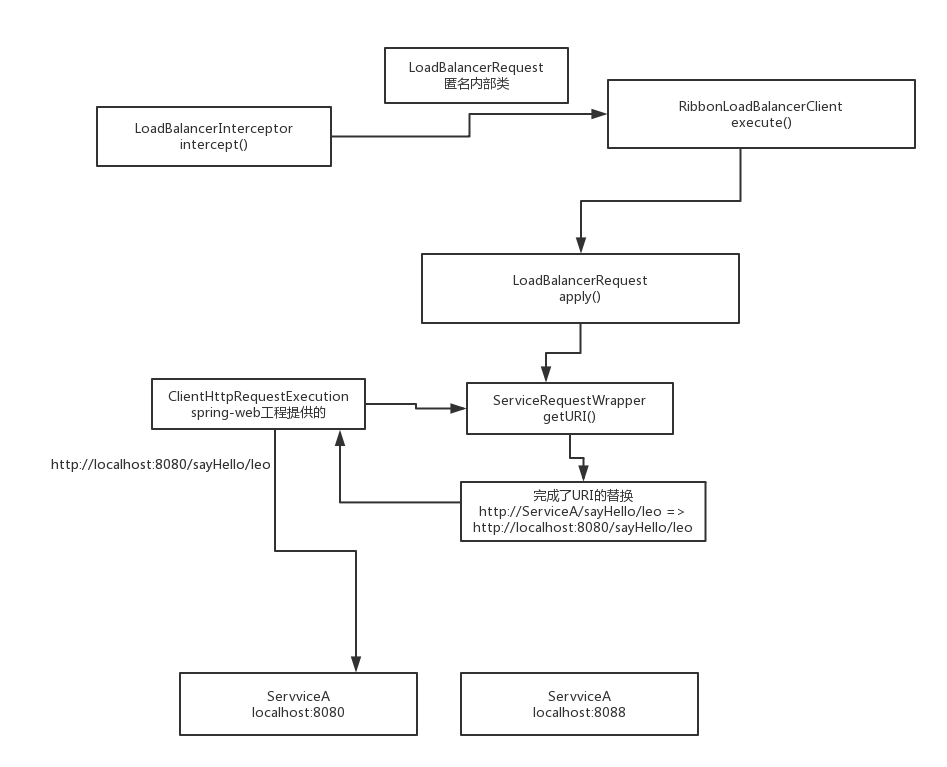 LoadBalancerRequest
匿名内部类
RibbonLoadBalancerClient
execute()
LoadBalancerInterceptor
intercept()
LoadBalancerRequest
apply()
ClientHttpRequestExecution
spring-web工程提供的
ServiceRequestWrapper
getURI()
http://localhost:8080/sayHello/leo
完成了URI的替换
http://ServiceA/sayHello/leo =>
http://localhost:8080/sayHello/leo
ServviceA
localhost:8080
ServviceA
localhost:8088